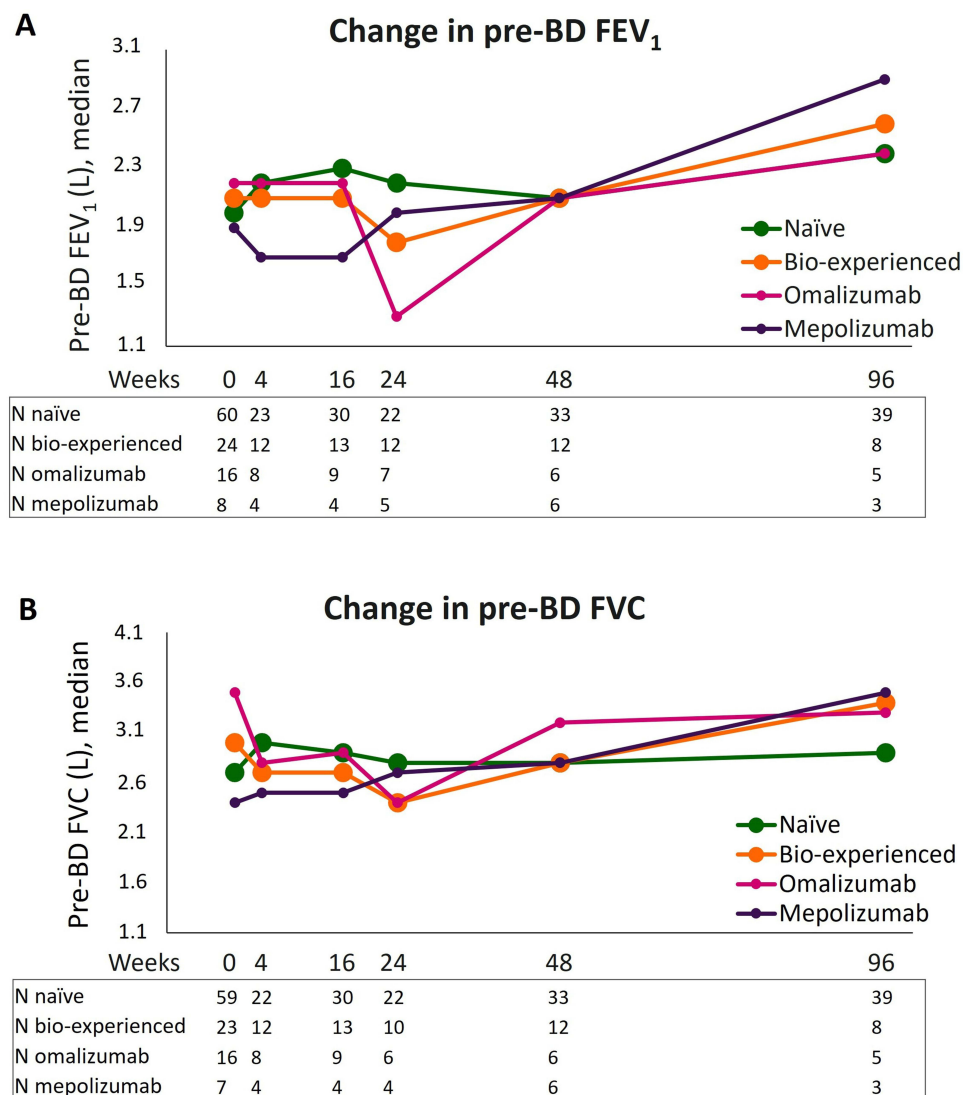 A
Change in pre-BD FEV₁
Pre-BD FEV₁ (L), median
3.1
2.7
2.3
1.9
1.5
1.1
Naïve
Bio-experienced
Omalizumab
Mepolizumab
Weeks 0 4 16 24 48 96
N naïve 60 23 30 22 33 39
N bio-experienced 24 12 13 12 12 8
N omalizumab 16 8 9 7 6 5
N mepolizumab 8 4 4 5 6 3
B
Change in pre-BD FVC
Pre-BD FVC (L), median
4.1
3.6
3.1
2.6
2.1
1.6
1.1
Naïve
Bio-experienced
Omalizumab
Mepolizumab
Weeks 0 4 16 24 48 96
N naïve 59 22 30 22 33 39
N bio-experienced 23 12 13 10 12 8
N omalizumab 16 8 9 6 6 5
N mepolizumab 7 4 4 4 6 3